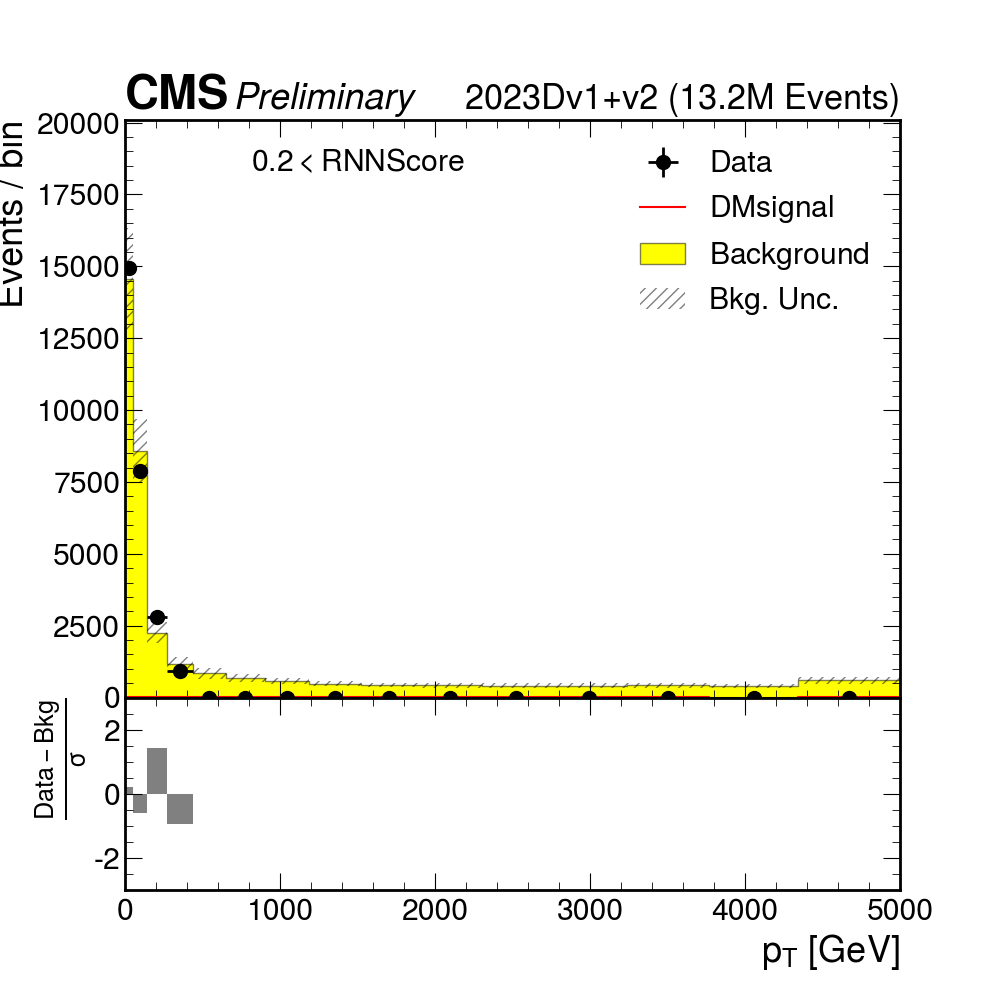 CMS Preliminary 2023Dv1+v2 (13.2M Events)
Events / bin
20000
17500
15000
12500
10000
7500
5000
2500
0
0.2 < RNNScore
Data
DMsignal
Background
Bkg. Unc.
Data – Bkg
σ
2
0
-2
0 1000 2000 3000 4000 5000
pT [GeV]